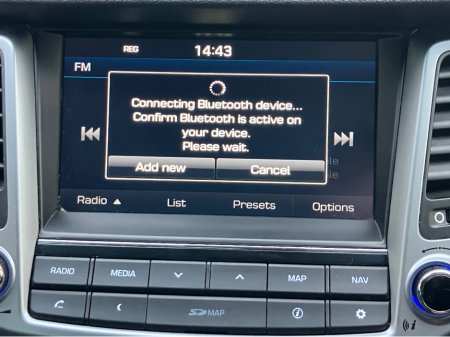 REG 14:43
FM
Connecting Bluetooth device...
Confirm Bluetooth is active on
your device.
Please wait.
Add new Cancel
Radio ▲ List Presets Options
RADIO MEDIA MAP NAV
SD MAP